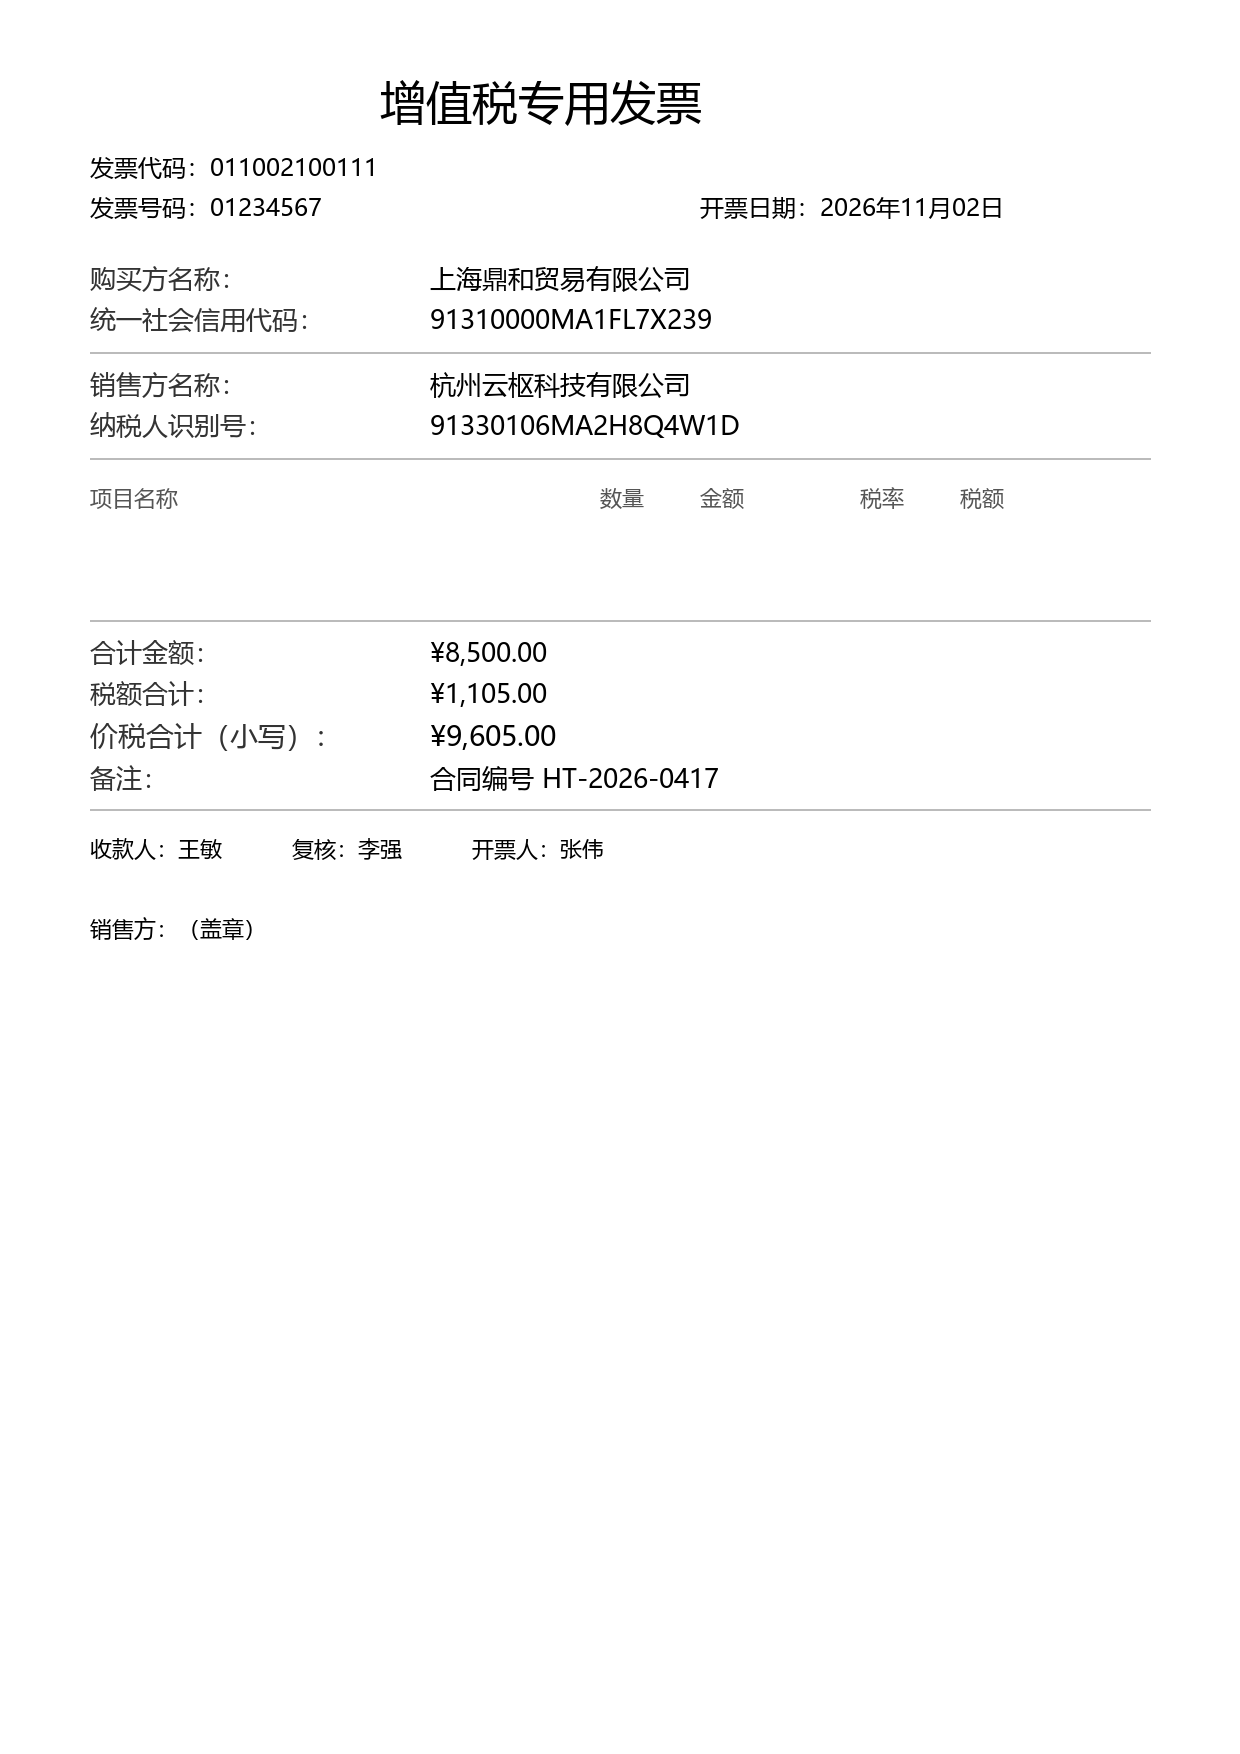 增值税专用发票
发票代码：011002100111
发票号码：01234567 开票日期：2026年11月02日
购买方名称： 上海鼎和贸易有限公司
统一社会信用代码： 91310000MA1FL7X239
销售方名称： 杭州云枢科技有限公司
纳税人识别号： 91330106MA2H8Q4W1D
项目名称 数量 金额 税率 税额
合计金额： ¥8,500.00
税额合计： ¥1,105.00
价税合计（小写）： ¥9,605.00
备注： 合同编号 HT-2026-0417
收款人：王敏 复核：李强 开票人：张伟
销售方：（盖章）